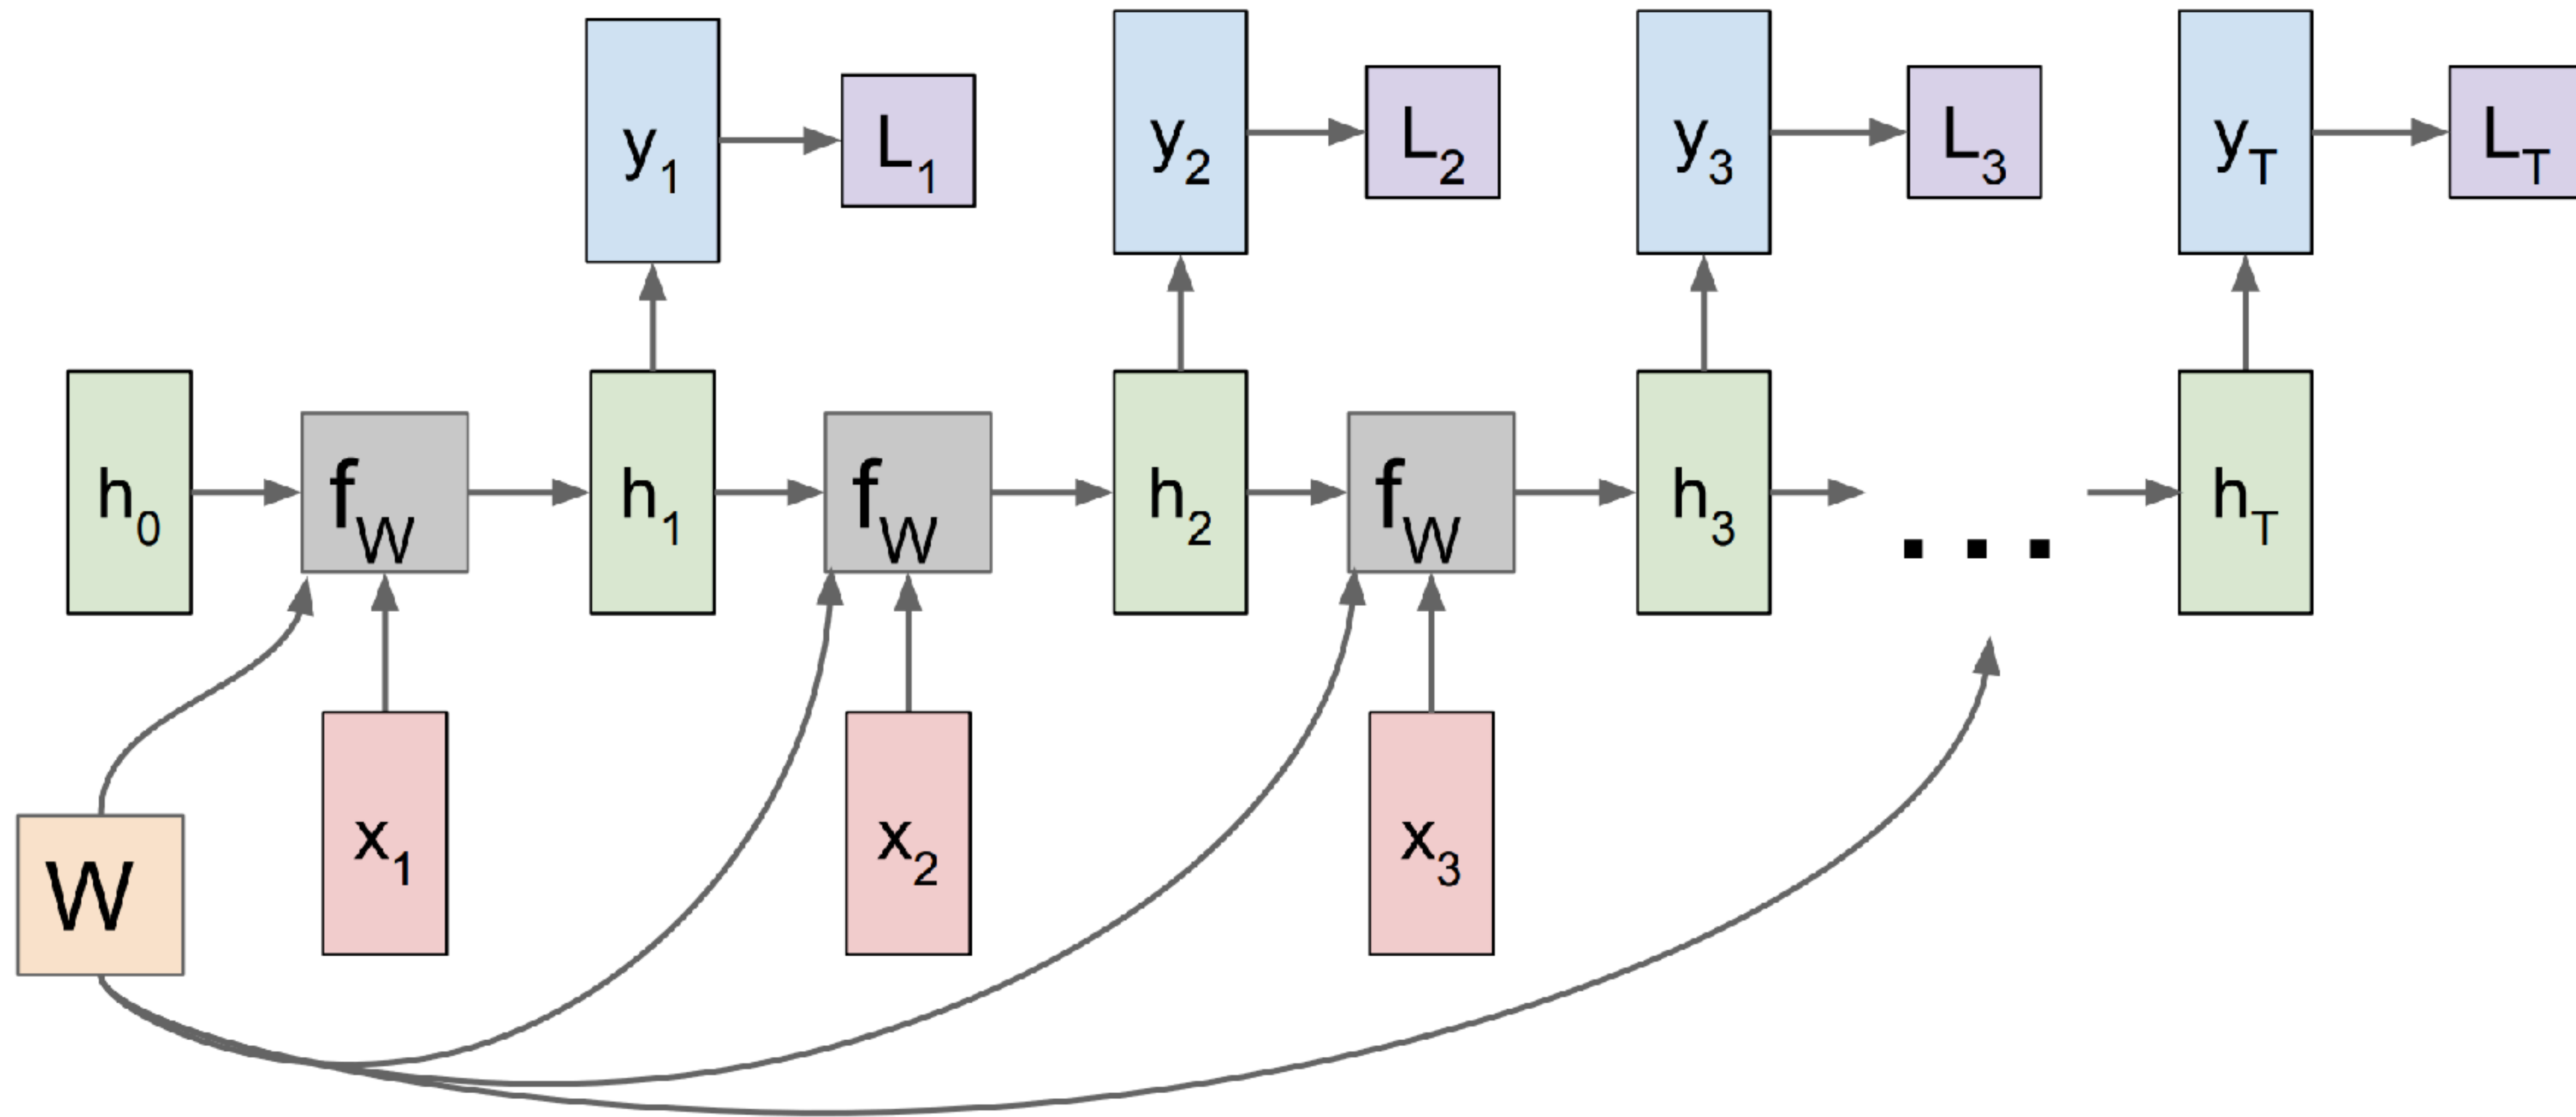 y1 L1 y2 L2 y3 L3 yT LT
h0 fW h1 fW h2 fW h3 ... hT
W x1 x2 x3